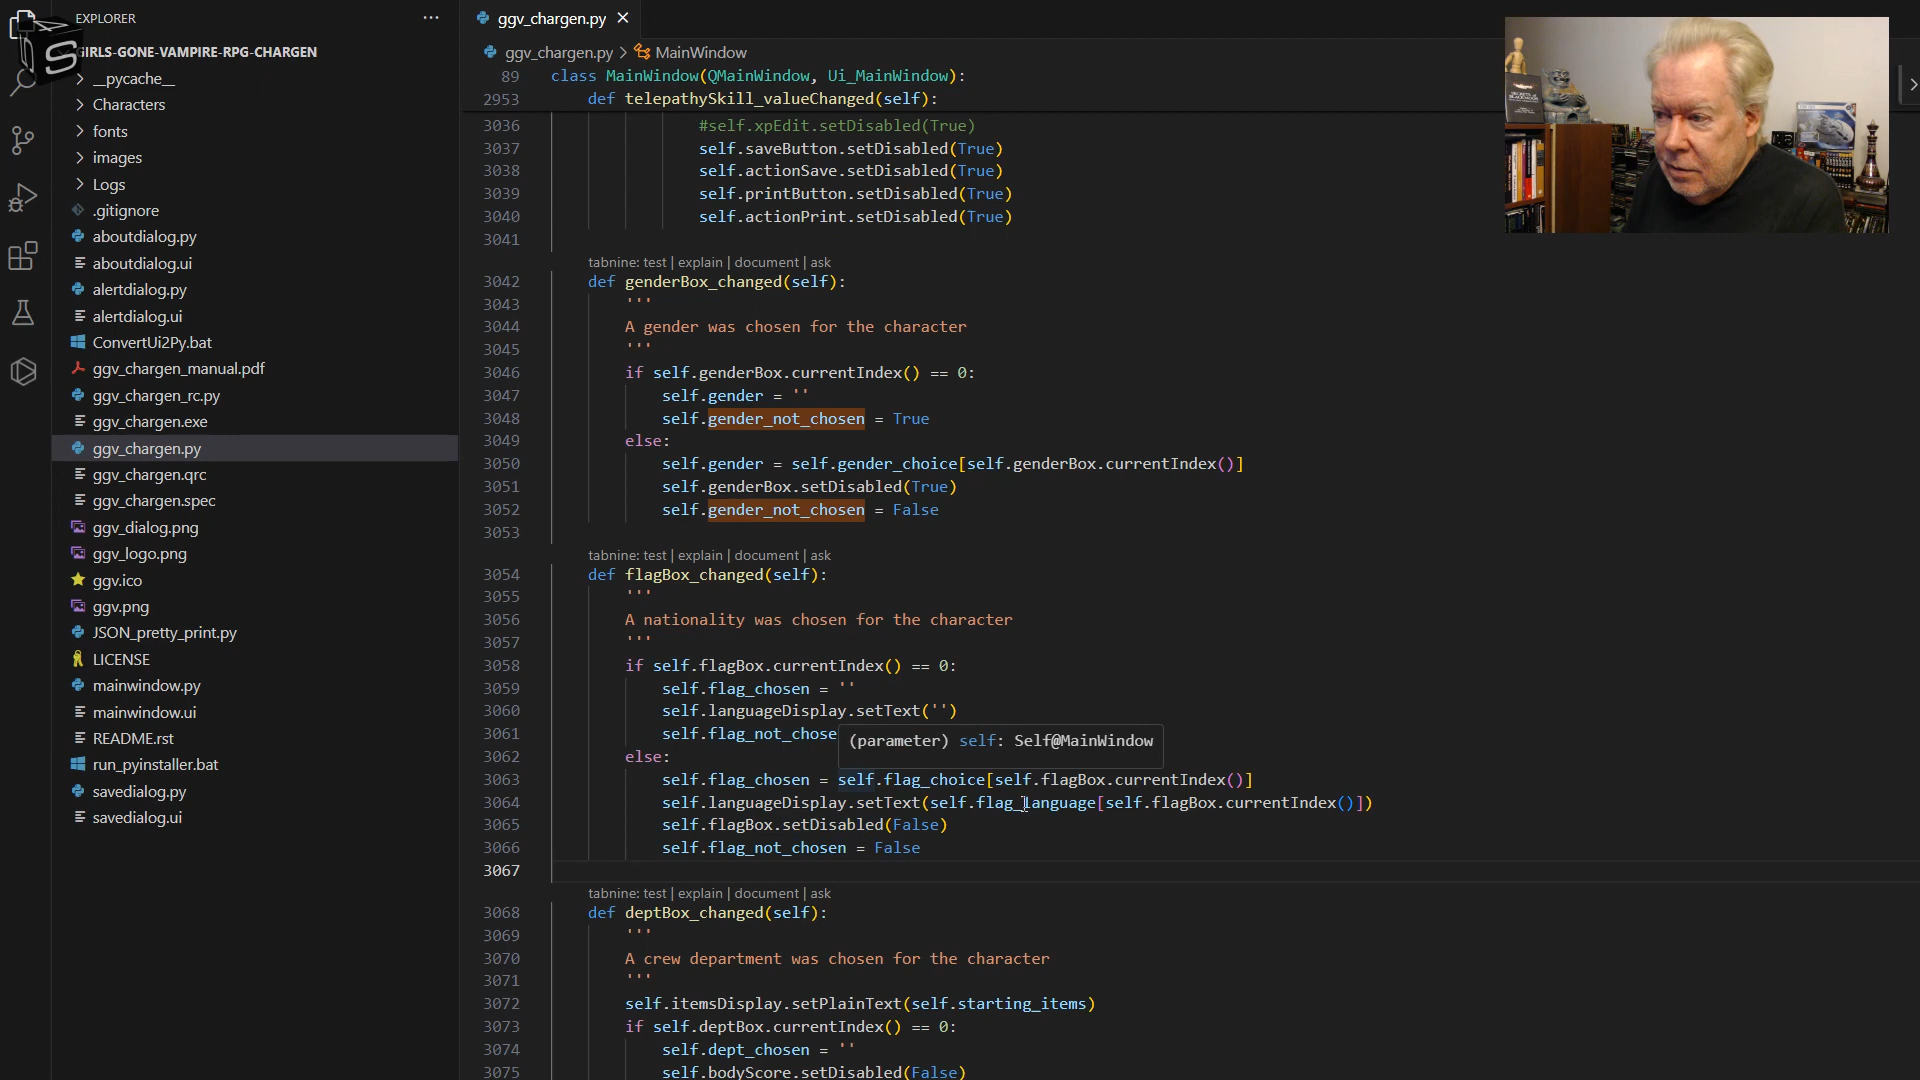 EXPLORER
GIRLS-GONE-VAMPIRE-RPG-CHARGEN
__pycache__
Characters
fonts
images
Logs
.gitignore
aboutdialog.py
aboutdialog.ui
alertdialog.py
alertdialog.ui
ConvertUi2Py.bat
ggv_chargen_manual.pdf
ggv_chargen_rc.py
ggv_chargen.exe
ggv_chargen.py
ggv_chargen.qrc
ggv_chargen.spec
ggv_dialog.png
ggv_logo.png
ggv.ico
ggv.png
JSON_pretty_print.py
LICENSE
mainwindow.py
mainwindow.ui
README.rst
run_pyinstaller.bat
savedialog.py
savedialog.ui
ggv_chargen.py
ggv_chargen.py > MainWindow
89 class MainWindow(QMainWindow, Ui_MainWindow):
2953 def telepathySkill_valueChanged(self):
3036 #self.xpEdit.setDisabled(True)
3037 self.saveButton.setDisabled(True)
3038 self.actionSave.setDisabled(True)
3039 self.printButton.setDisabled(True)
3040 self.actionPrint.setDisabled(True)
3041
tabnine: test | explain | document | ask
3042 def genderBox_changed(self):
3043 '''
3044 A gender was chosen for the character
3045 '''
3046 if self.genderBox.currentIndex() == 0:
3047 self.gender = ''
3048 self.gender_not_chosen = True
3049 else:
3050 self.gender = self.gender_choice[self.genderBox.currentIndex()]
3051 self.genderBox.setDisabled(True)
3052 self.gender_not_chosen = False
3053
tabnine: test | explain | document | ask
3054 def flagBox_changed(self):
3055 '''
3056 A nationality was chosen for the character
3057 '''
3058 if self.flagBox.currentIndex() == 0:
3059 self.flag_chosen = ''
3060 self.languageDisplay.setText('')
3061 self.flag_not_chose
(parameter) self: Self@MainWindow
3062 else:
3063 self.flag_chosen = self.flag_choice[self.flagBox.currentIndex()]
3064 self.languageDisplay.setText(self.flag_language[self.flagBox.currentIndex()])
3065 self.flagBox.setDisabled(False)
3066 self.flag_not_chosen = False
3067
tabnine: test | explain | document | ask
3068 def deptBox_changed(self):
3069 '''
3070 A crew department was chosen for the character
3071 '''
3072 self.itemsDisplay.setPlainText(self.starting_items)
3073 if self.deptBox.currentIndex() == 0:
3074 self.dept_chosen = ''
3075 self.bodyScore.setDisabled(False)